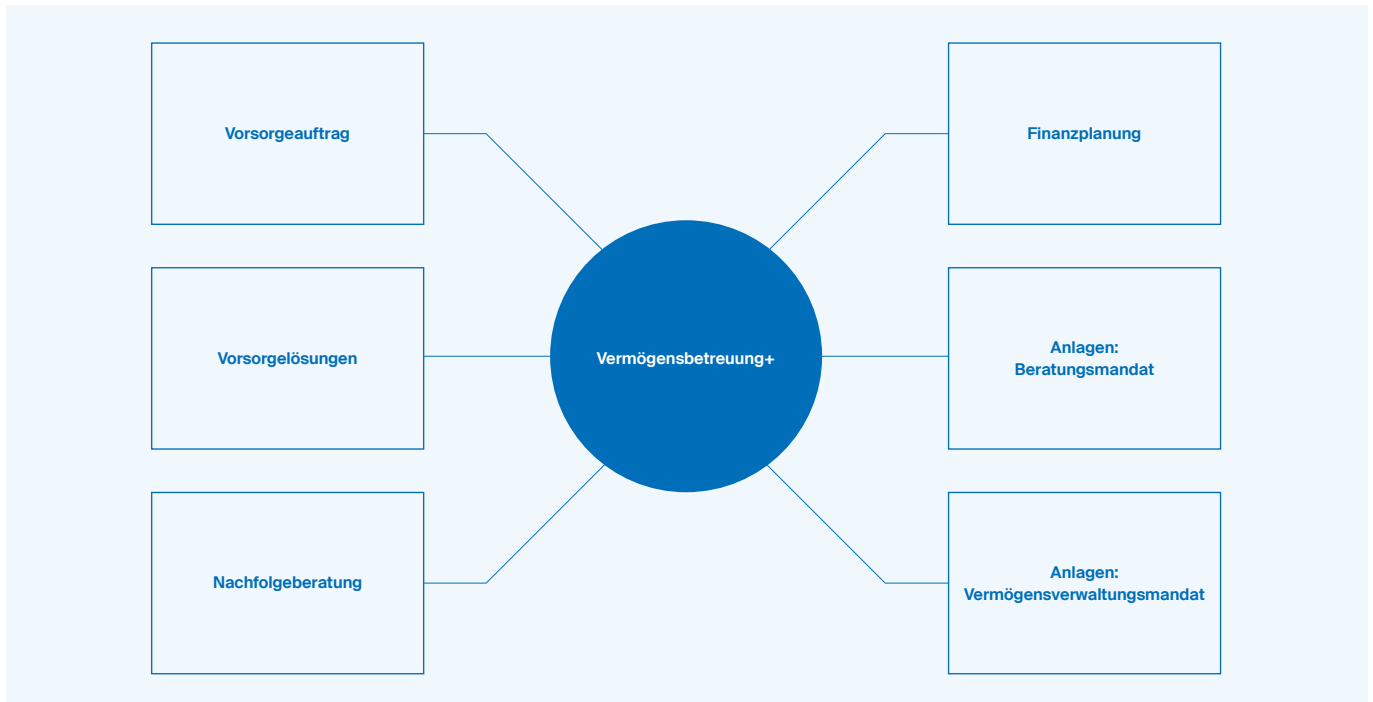 Vorsorgeauftrag
Vorsorgelösungen
Nachfolgeberatung
Vermögensbetreuung+
Finanzplanung
Anlagen:
Beratungsmandat
Anlagen:
Vermögensverwaltungsmandat